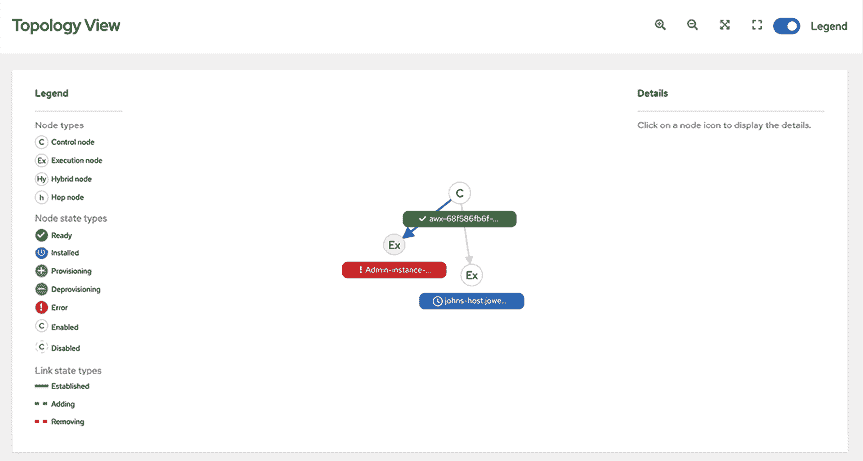 Topology View
Legend
Legend
Node types
C Control node
Ex Execution node
Hy Hybrid node
h Hop node
Node state types
Ready
Installed
Provisioning
Deprovisioning
! Error
C Enabled
C Disabled
Link state types
Established
Adding
Removing
C
awx-68f586fb6f-...
Ex
! Admin-instance-...
Ex
johns-host.jowe...
Details
Click on a node icon to display the details.